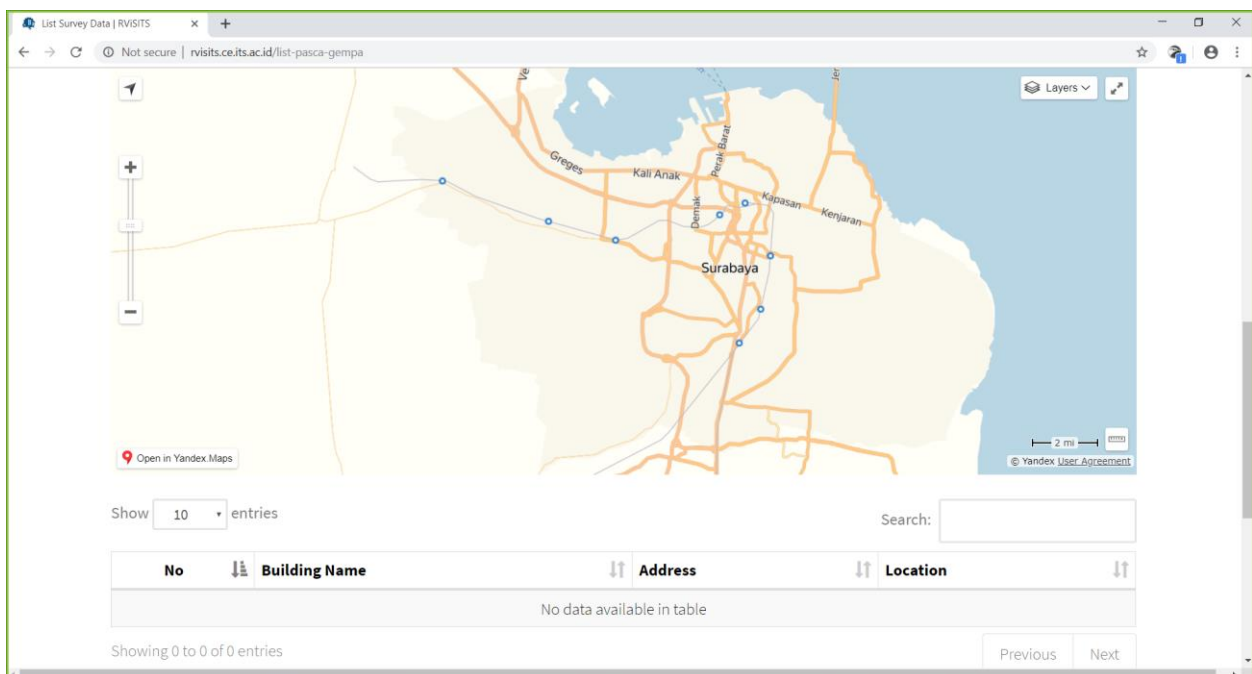 List Survey Data | RViSITS
Not secure | rvisits.ce.its.ac.id/list-pasca-gempa
Layers
Greges
Kali Anak
Perak Barat
Demak
Kapasan
Kenjaran
Surabaya
Open in Yandex.Maps
2 mi
© Yandex User Agreement
Show 10 entries
Search:
No Building Name Address Location
No data available in table
Showing 0 to 0 of 0 entries
Previous Next